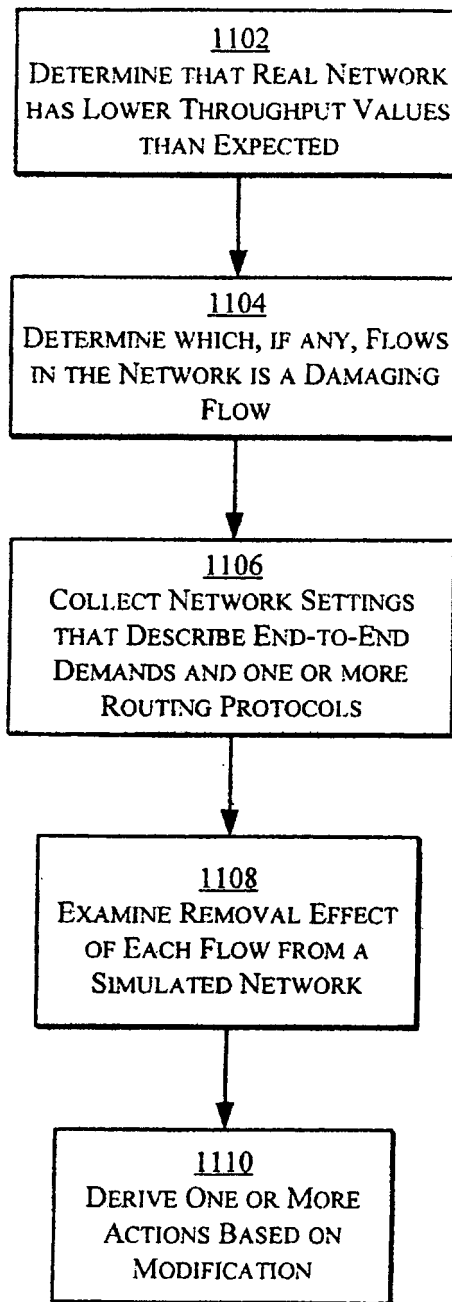 1102
DETERMINE THAT REAL NETWORK
HAS LOWER THROUGHPUT VALUES
THAN EXPECTED
1104
DETERMINE WHICH, IF ANY, FLOWS
IN THE NETWORK IS A DAMAGING
FLOW
1106
COLLECT NETWORK SETTINGS
THAT DESCRIBE END-TO-END
DEMANDS AND ONE OR MORE
ROUTING PROTOCOLS
1108
EXAMINE REMOVAL EFFECT
OF EACH FLOW FROM A
SIMULATED NETWORK
1110
DERIVE ONE OR MORE
ACTIONS BASED ON
MODIFICATION